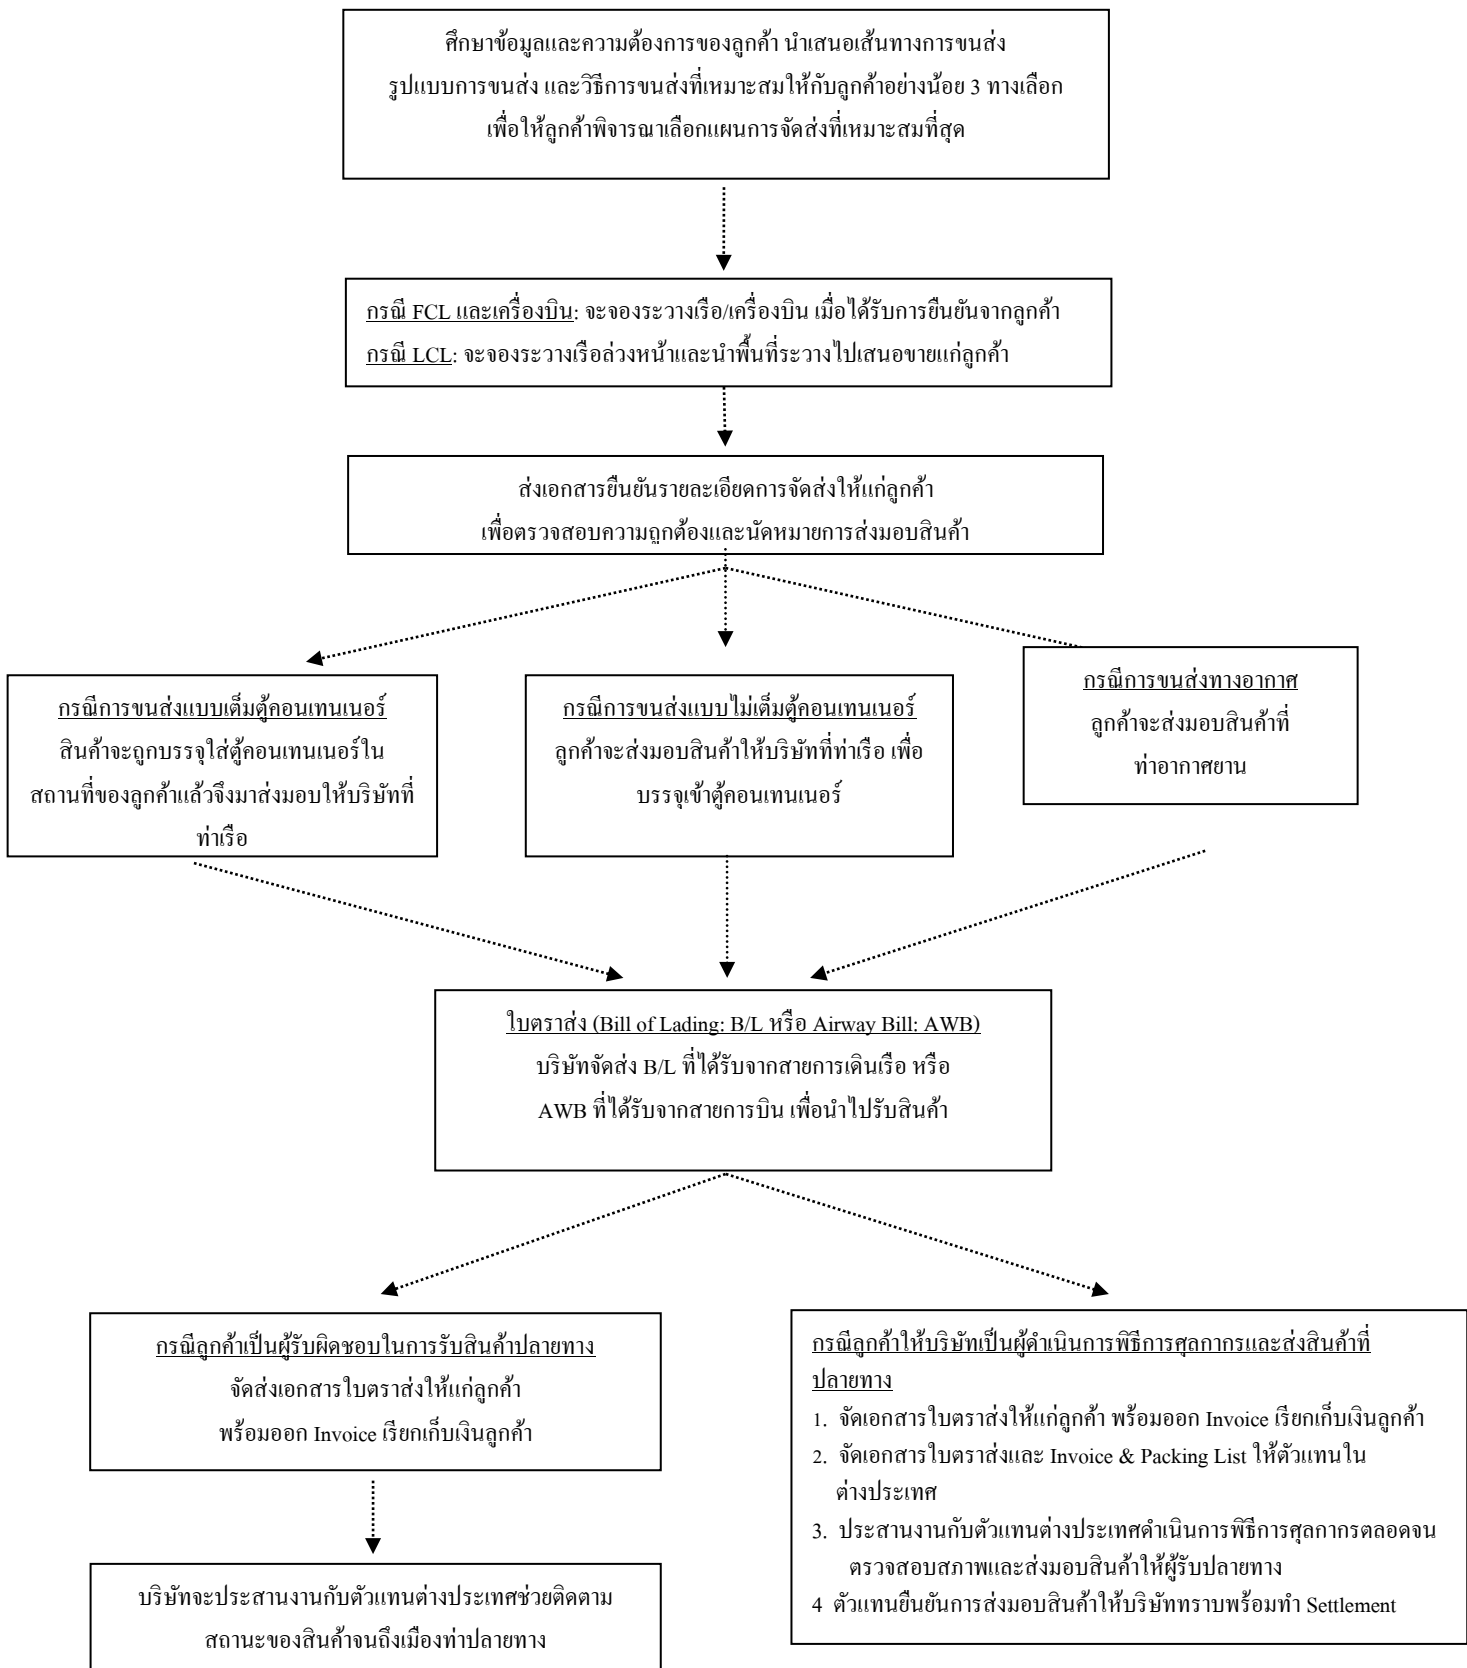 ศึกษาข้อมูลและความต้องการของลูกค้า นำเสนอเส้นทางการขนส่ง
รูปแบบการขนส่ง และวิธีการขนส่งที่เหมาะสมให้กับลูกค้าอย่างน้อย 3 ทางเลือก
เพื่อให้ลูกค้าพิจารณาเลือกแผนการจัดส่งที่เหมาะสมที่สุด
กรณี FCL และเครื่องบิน: จะจองระวางเรือ/เครื่องบิน เมื่อได้รับการยืนยันจากลูกค้า
กรณี LCL: จะจองระวางเรือล่วงหน้าและนำพื้นที่ระวางไปเสนอขายแก่ลูกค้า
ส่งเอกสารยืนยันรายละเอียดการจัดส่งให้แก่ลูกค้า
เพื่อตรวจสอบความถูกต้องและนัดหมายการส่งมอบสินค้า
กรณีการขนส่งแบบเต็มตู้คอนเทนเนอร์
สินค้าจะถูกบรรจุใส่ตู้คอนเทนเนอร์ใน
สถานที่ของลูกค้าแล้วจึงมาส่งมอบให้บริษัทที่
ท่าเรือ
กรณีการขนส่งแบบไม่เต็มตู้คอนเทนเนอร์
ลูกค้าจะส่งมอบสินค้าให้บริษัทที่ท่าเรือ เพื่อ
บรรจุเข้าตู้คอนเทนเนอร์
กรณีการขนส่งทางอากาศ
ลูกค้าจะส่งมอบสินค้าที่
ท่าอากาศยาน
ใบตราส่ง (Bill of Lading: B/L หรือ Airway Bill: AWB)
บริษัทจัดส่ง B/L ที่ได้รับจากสายการเดินเรือ หรือ
AWB ที่ได้รับจากสายการบิน เพื่อนำไปรับสินค้า
กรณีลูกค้าเป็นผู้รับผิดชอบในการรับสินค้าปลายทาง
จัดส่งเอกสารใบตราส่งให้แก่ลูกค้า
พร้อมออก Invoice เรียกเก็บเงินลูกค้า
บริษัทจะประสานงานกับตัวแทนต่างประเทศช่วยติดตาม
สถานะของสินค้าจนถึงเมืองท่าปลายทาง
กรณีลูกค้าให้บริษัทเป็นผู้ดำเนินการพิธีการศุลกากรและส่งสินค้าที่
ปลายทาง
1. จัดเอกสารใบตราส่งให้แก่ลูกค้า พร้อมออก Invoice เรียกเก็บเงินลูกค้า
2. จัดเอกสารใบตราส่งและ Invoice & Packing List ให้ตัวแทนใน
ต่างประเทศ
3. ประสานงานกับตัวแทนต่างประเทศดำเนินการพิธีการศุลกากรตลอดจน
ตรวจสอบสภาพและส่งมอบสินค้าให้ผู้รับปลายทาง
4 ตัวแทนยืนยันการส่งมอบสินค้าให้บริษัททราบพร้อมทำ Settlement